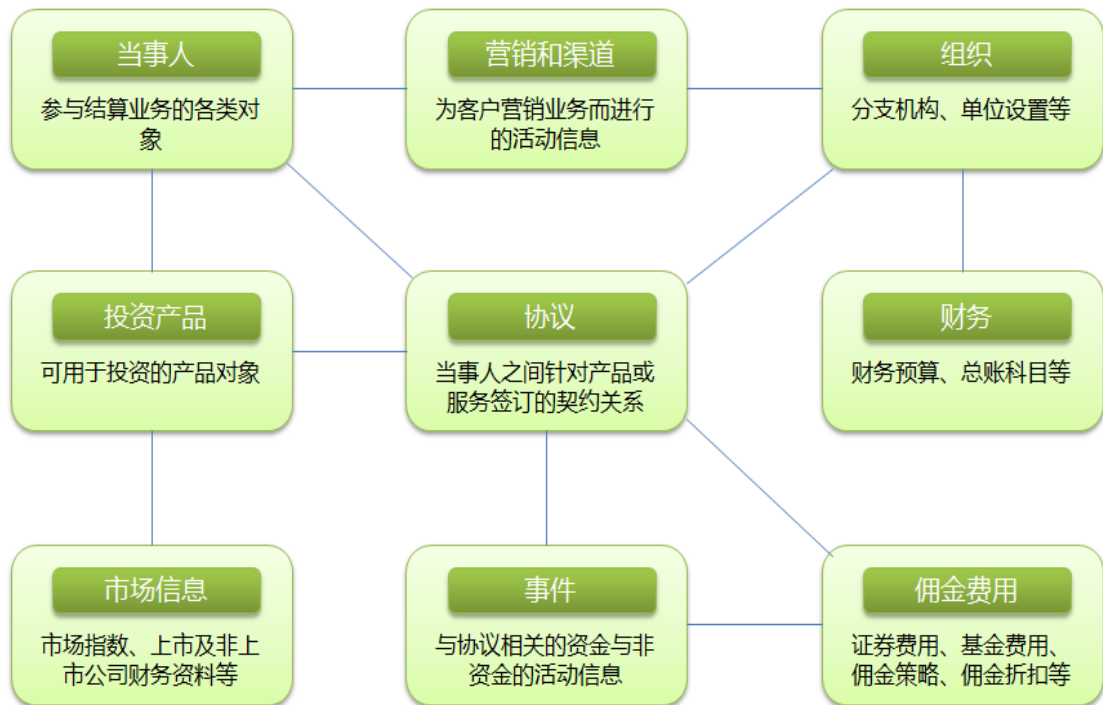 当事人
参与结算业务的各类对
象
营销和渠道
为客户营销业务而进行
的活动信息
组织
分支机构、单位设置等
投资产品
可用于投资的产品对象
协议
当事人之间针对产品或
服务签订的契约关系
财务
财务预算、总账科目等
市场信息
市场指数、上市及非上
市公司财务资料等
事件
与协议相关的资金与非
资金的活动信息
佣金费用
证券费用、基金费用、
佣金策略、佣金折扣等